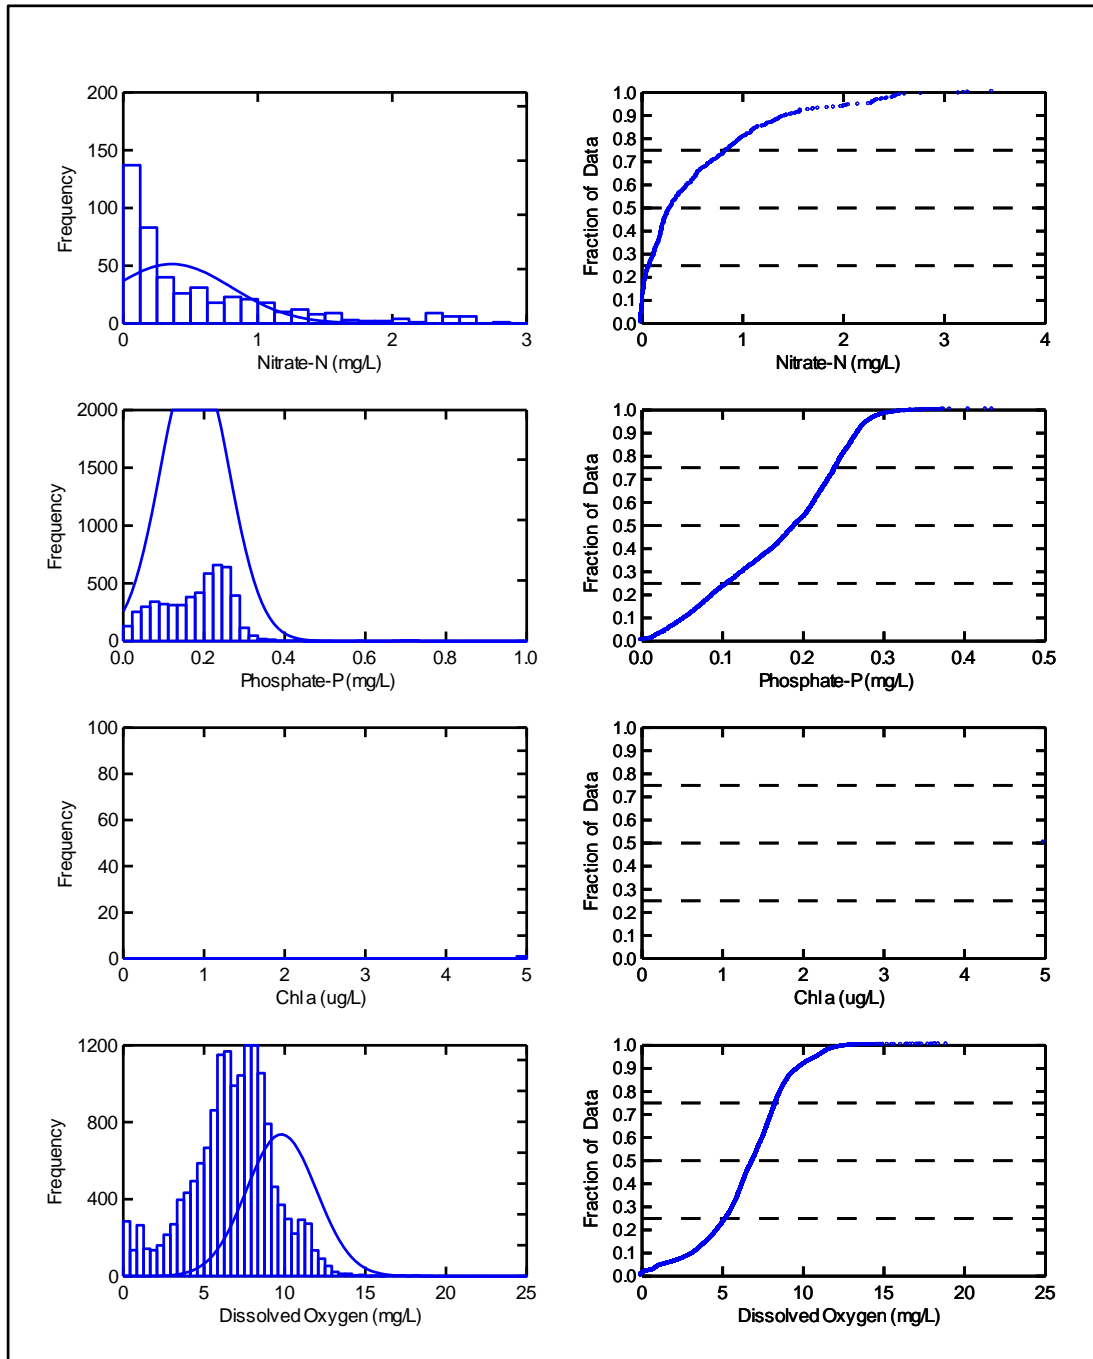 200
150
100
50
0
Frequency
0 1 2 3
Nitrate-N (mg/L)
1.0
0.9
0.8
0.7
0.6
0.5
0.4
0.3
0.2
0.1
0.0
Fraction of Data
0 1 2 3 4
Nitrate-N (mg/L)
2000
1500
1000
500
0
Frequency
0.0 0.2 0.4 0.6 0.8 1.0
Phosphate-P (mg/L)
1.0
0.9
0.8
0.7
0.6
0.5
0.4
0.3
0.2
0.1
0.0
Fraction of Data
0.0 0.1 0.2 0.3 0.4 0.5
Phosphate-P (mg/L)
100
80
60
40
20
0
Frequency
0 1 2 3 4 5
Chl a (ug/L)
1.0
0.9
0.8
0.7
0.6
0.5
0.4
0.3
0.2
0.1
0.0
Fraction of Data
0 1 2 3 4 5
Chl a (ug/L)
1200
800
400
0
Frequency
0 5 10 15 20 25
Dissolved Oxygen (mg/L)
1.0
0.9
0.8
0.7
0.6
0.5
0.4
0.3
0.2
0.1
0.0
Fraction of Data
0 5 10 15 20 25
Dissolved Oxygen (mg/L)